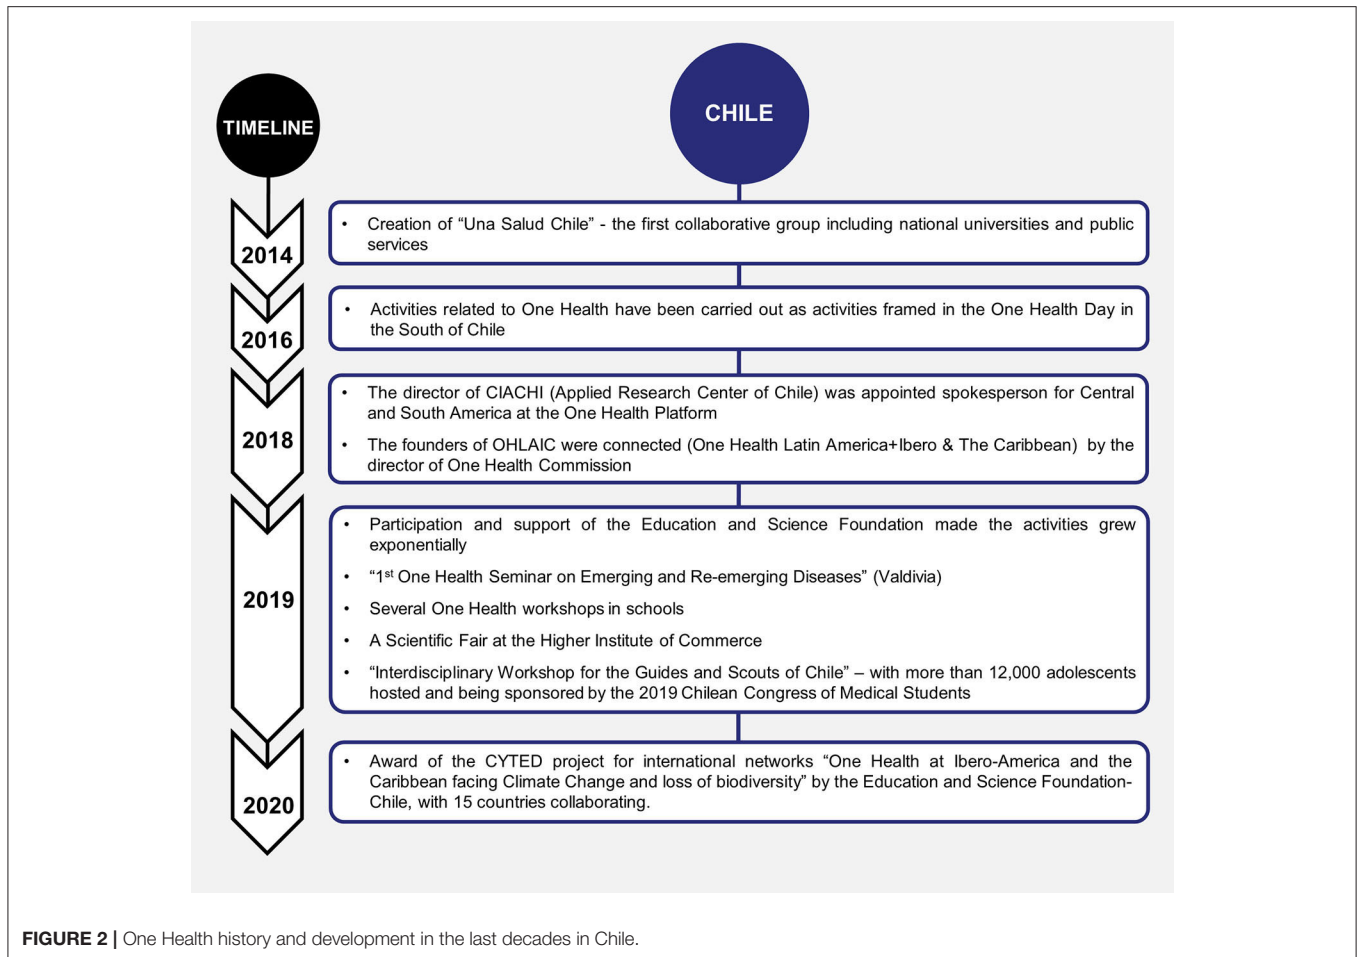 TIMELINE
CHILE
2014
• Creation of “Una Salud Chile” - the first collaborative group including national universities and public
services
2016
• Activities related to One Health have been carried out as activities framed in the One Health Day in
the South of Chile
2018
• The director of CIACHI (Applied Research Center of Chile) was appointed spokesperson for Central
and South America at the One Health Platform
• The founders of OHLAIC were connected (One Health Latin America+Ibero & The Caribbean) by the
director of One Health Commission
2019
• Participation and support of the Education and Science Foundation made the activities grew
exponentially
• “1st One Health Seminar on Emerging and Re-emerging Diseases” (Valdivia)
• Several One Health workshops in schools
• A Scientific Fair at the Higher Institute of Commerce
• “Interdisciplinary Workshop for the Guides and Scouts of Chile” – with more than 12,000 adolescents
hosted and being sponsored by the 2019 Chilean Congress of Medical Students
2020
• Award of the CYTED project for international networks “One Health at Ibero-America and the
Caribbean facing Climate Change and loss of biodiversity” by the Education and Science Foundation-
Chile, with 15 countries collaborating.
FIGURE 2 | One Health history and development in the last decades in Chile.